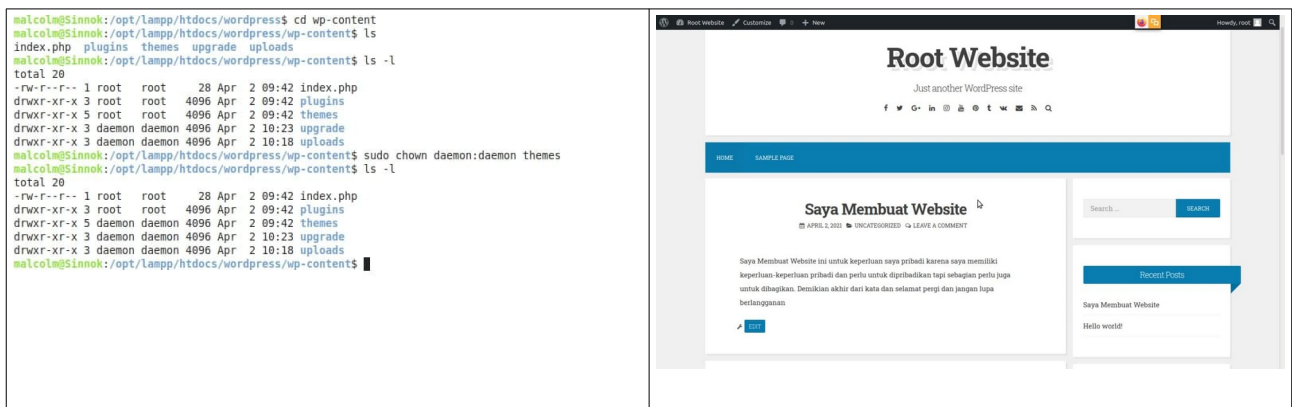 malcolm@Sinnok:/opt/lampp/htdocs/wordpress$ cd wp-content
malcolm@Sinnok:/opt/lampp/htdocs/wordpress/wp-content$ ls
index.php  plugins  themes  upgrade  uploads
malcolm@Sinnok:/opt/lampp/htdocs/wordpress/wp-content$ ls -l
total 20
-rw-r--r-- 1 root   root     28 Apr  2 09:42 index.php
drwxr-xr-x 3 root   root   4096 Apr  2 09:42 plugins
drwxr-xr-x 5 root   root   4096 Apr  2 09:42 themes
drwxr-xr-x 3 daemon daemon 4096 Apr  2 10:23 upgrade
drwxr-xr-x 3 daemon daemon 4096 Apr  2 10:18 uploads
malcolm@Sinnok:/opt/lampp/htdocs/wordpress/wp-content$ sudo chown daemon:daemon themes
malcolm@Sinnok:/opt/lampp/htdocs/wordpress/wp-content$ ls -l
total 20
-rw-r--r-- 1 root   root     28 Apr  2 09:42 index.php
drwxr-xr-x 3 root   root   4096 Apr  2 09:42 plugins
drwxr-xr-x 5 daemon daemon 4096 Apr  2 09:42 themes
drwxr-xr-x 3 daemon daemon 4096 Apr  2 10:23 upgrade
drwxr-xr-x 3 daemon daemon 4096 Apr  2 10:18 uploads
malcolm@Sinnok:/opt/lampp/htdocs/wordpress/wp-content$
Root Website Customize 0 + New Howdy, root
Root Website
Just another WordPress site
HOME SAMPLE PAGE
Saya Membuat Website
APRIL 2, 2021 UNCATEGORIZED LEAVE A COMMENT
Saya Membuat Website ini untuk keperluan saya pribadi karena saya memiliki
keperluan-keperluan pribadi dan perlu untuk dipribadikan tapi sebagian perlu juga
untuk dibagikan. Demikian akhir dari kata dan selamat pergi dan jangan lupa
berlangganan
EDIT
Search ... SEARCH
Recent Posts
Saya Membuat Website
Hello world!